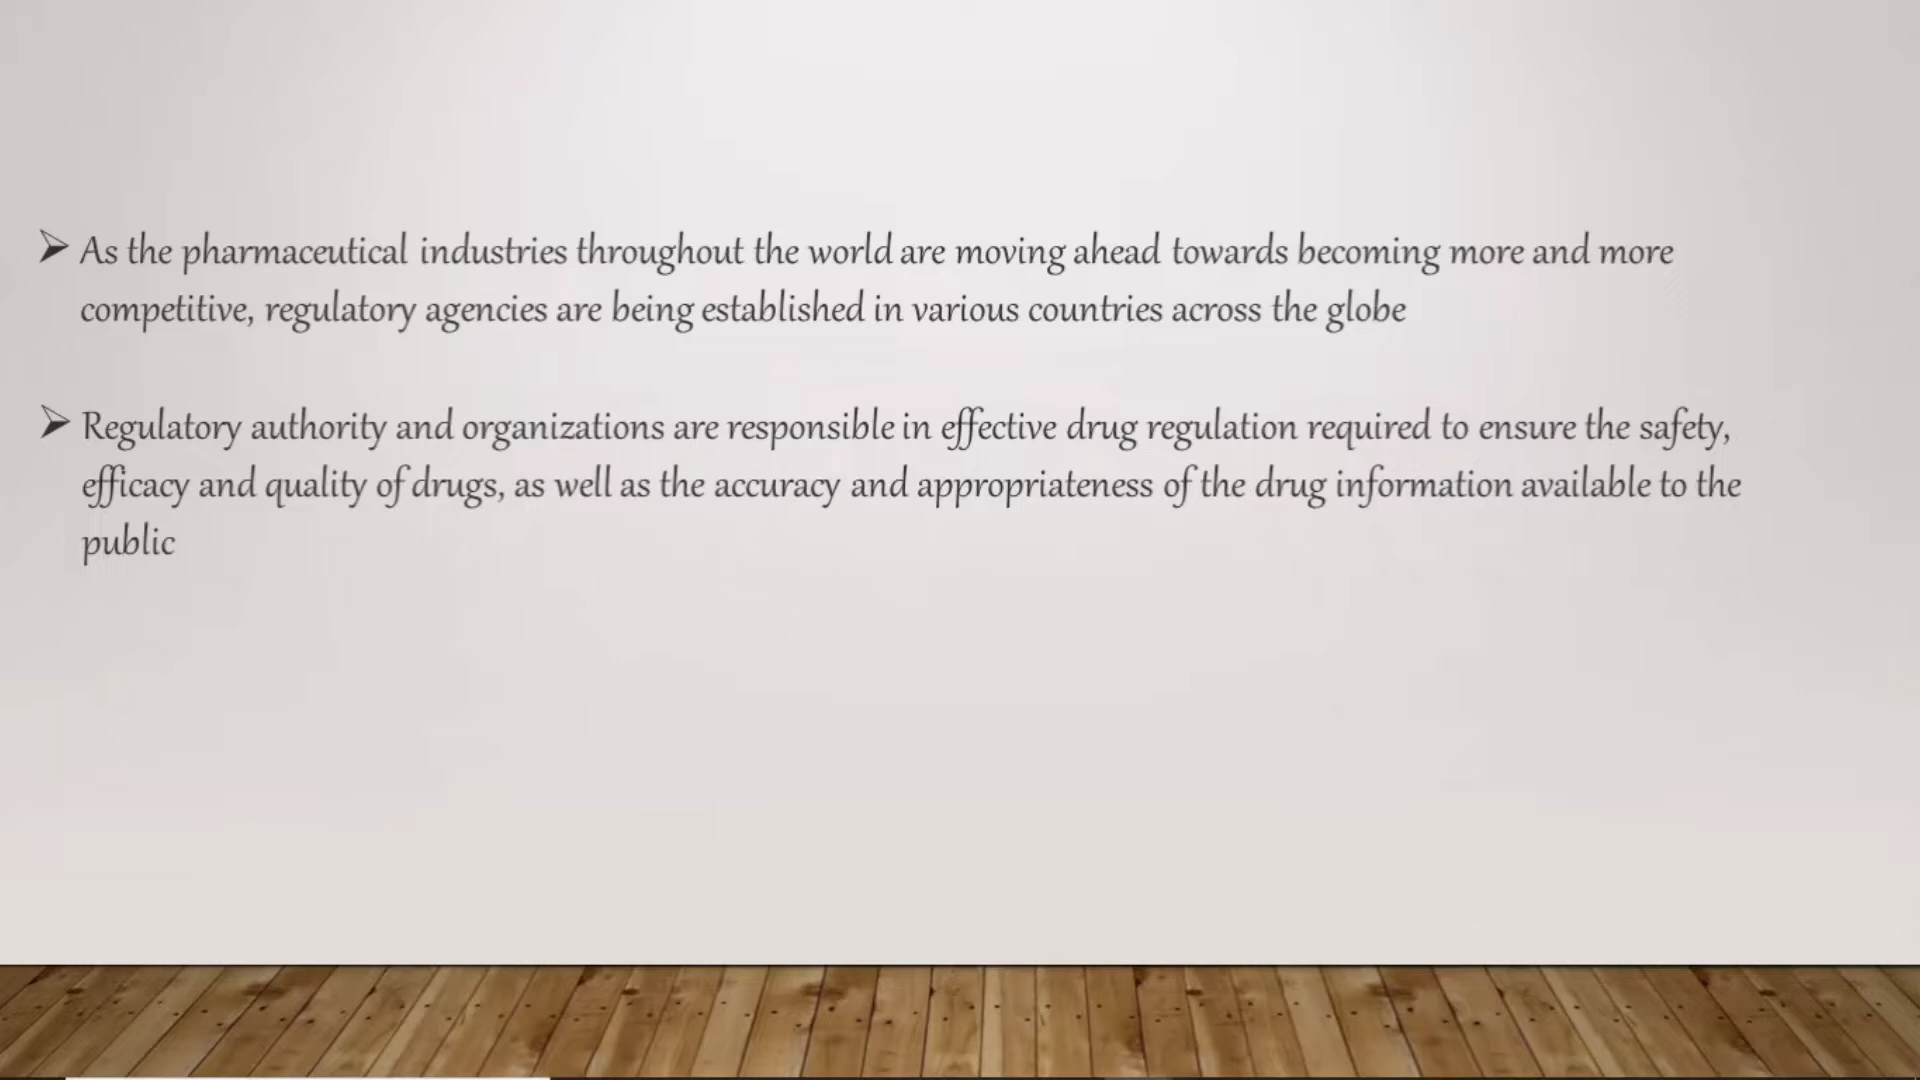 ➢ As the pharmaceutical industries throughout the world are moving ahead towards becoming more and more
competitive, regulatory agencies are being established in various countries across the globe
➢ Regulatory authority and organizations are responsible in effective drug regulation required to ensure the safety,
efficacy and quality of drugs, as well as the accuracy and appropriateness of the drug information available to the
public